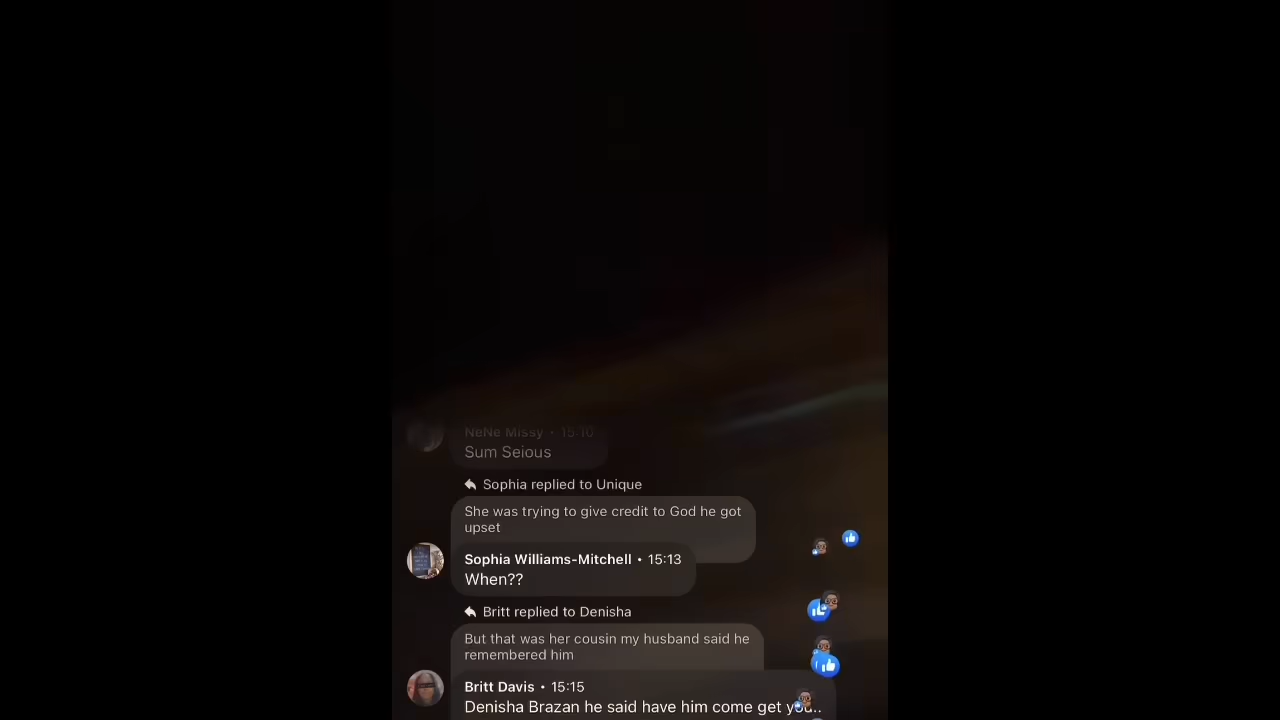 NeNe Missy • 15:10
Sum Seious
Sophia replied to Unique
She was trying to give credit to God he got
upset
Sophia Williams-Mitchell • 15:13
When??
Britt replied to Denisha
But that was her cousin my husband said he
remembered him
Britt Davis • 15:15
Denisha Brazan he said have him come get you..